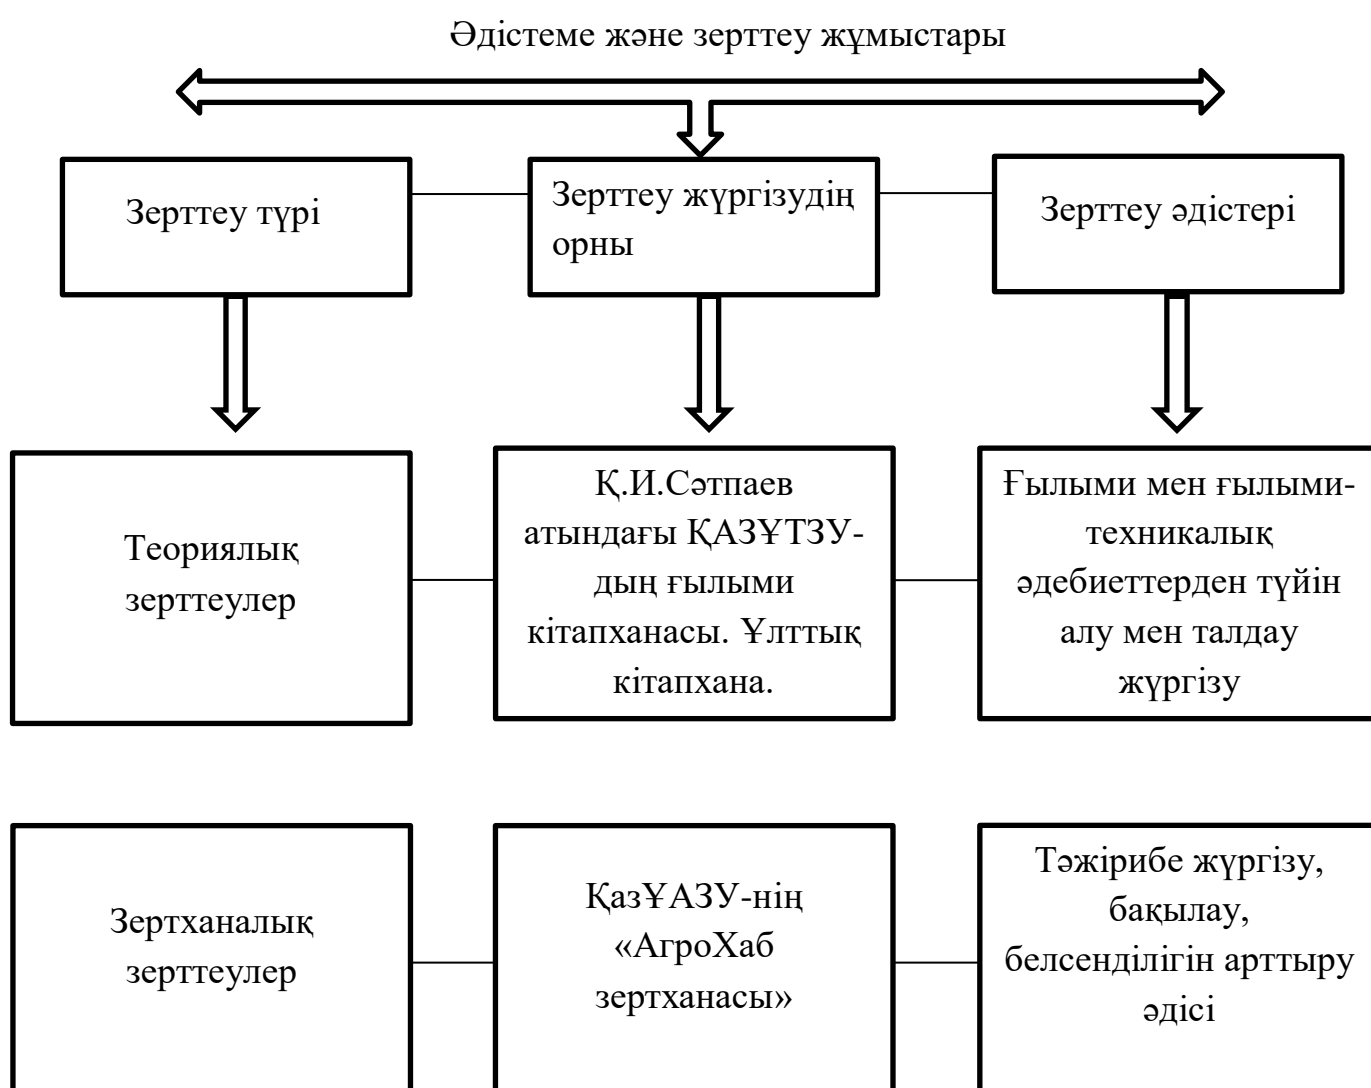 Әдістеме және зерттеу жұмыстары
Зерттеу түрі
Зерттеу жүргізудің
орны
Зерттеу әдістері
Теориялық
зерттеулер
Қ.И.Сәтпаев
атындағы ҚАЗҰТЗУ-
дың ғылыми
кітапханасы. Ұлттық
кітапхана.
Ғылыми мен ғылыми-
техникалық
әдебиеттерден түйін
алу мен талдау
жүргізу
Зертханалық
зерттеулер
ҚазҰАЗУ-нің
«АгроХаб
зертханасы»
Тәжірибе жүргізу,
бақылау,
белсенділігін арттыру
әдісі